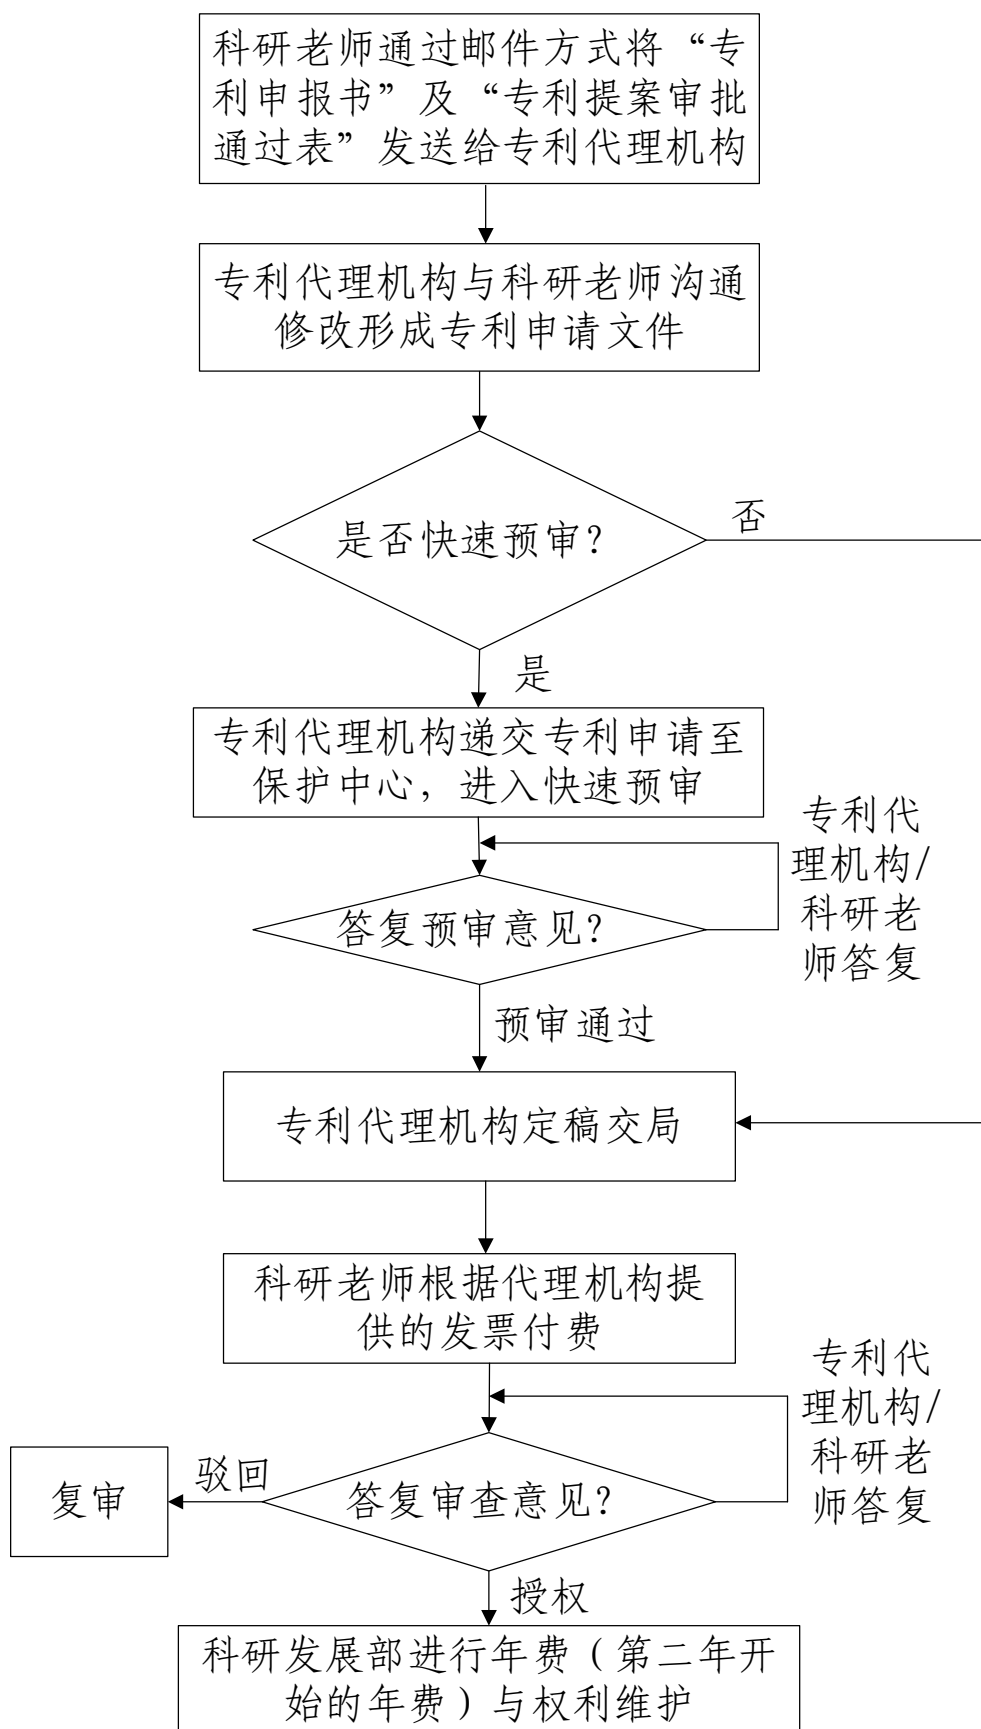 科研老师通过邮件方式将“专
利申报书”及“专利提案审批
通过表”发送给专利代理机构
专利代理机构与科研老师沟通
修改形成专利申请文件
是否快速预审？
否
是
专利代理机构递交专利申请至
保护中心，进入快速预审
专利代
理机构/
科研老
师答复
答复预审意见？
预审通过
专利代理机构定稿交局
科研老师根据代理机构提
供的发票付费
专利代
理机构/
科研老
师答复
复审
驳回
答复审查意见？
授权
科研发展部进行年费（第二年开
始的年费）与权利维护